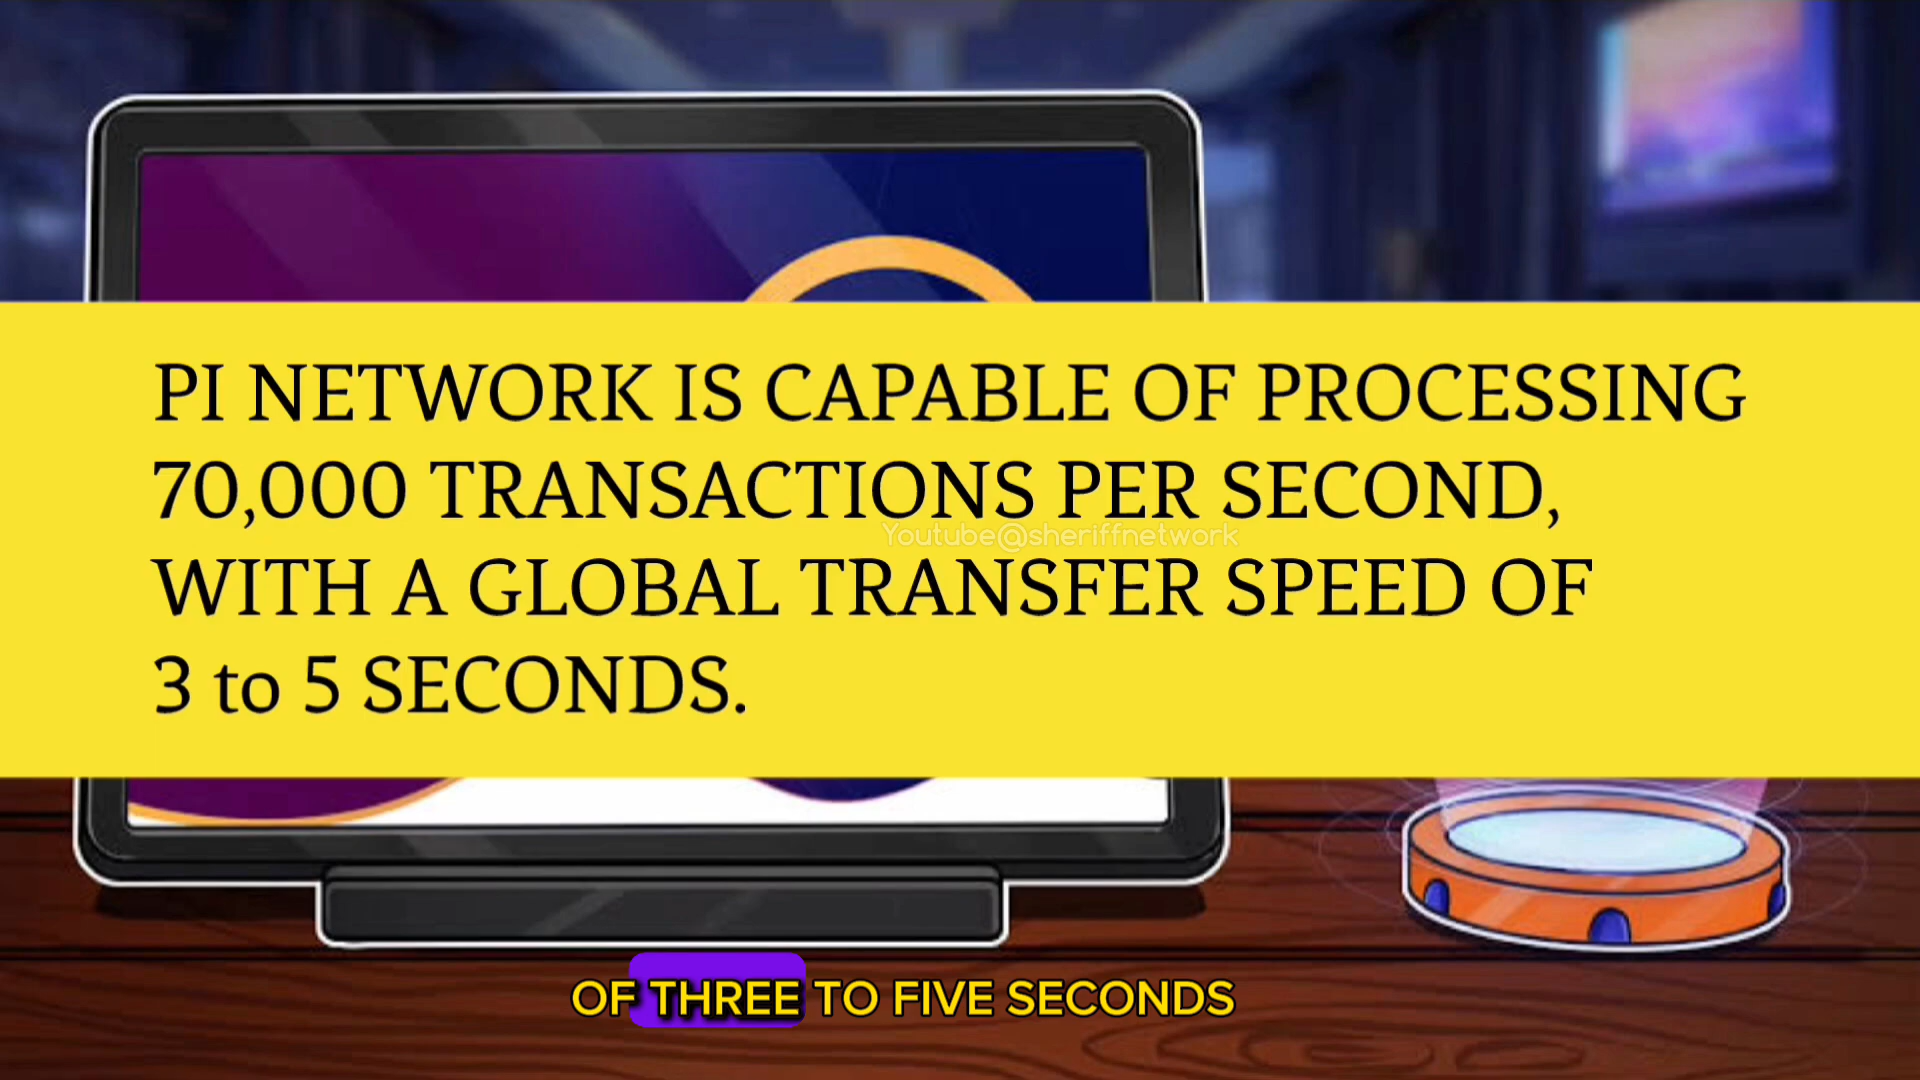 PI NETWORK IS CAPABLE OF PROCESSING
70,000 TRANSACTIONS PER SECOND,
Youtube@sheriffnetwork
WITH A GLOBAL TRANSFER SPEED OF
3 to 5 SECONDS.
OF THREE TO FIVE SECONDS